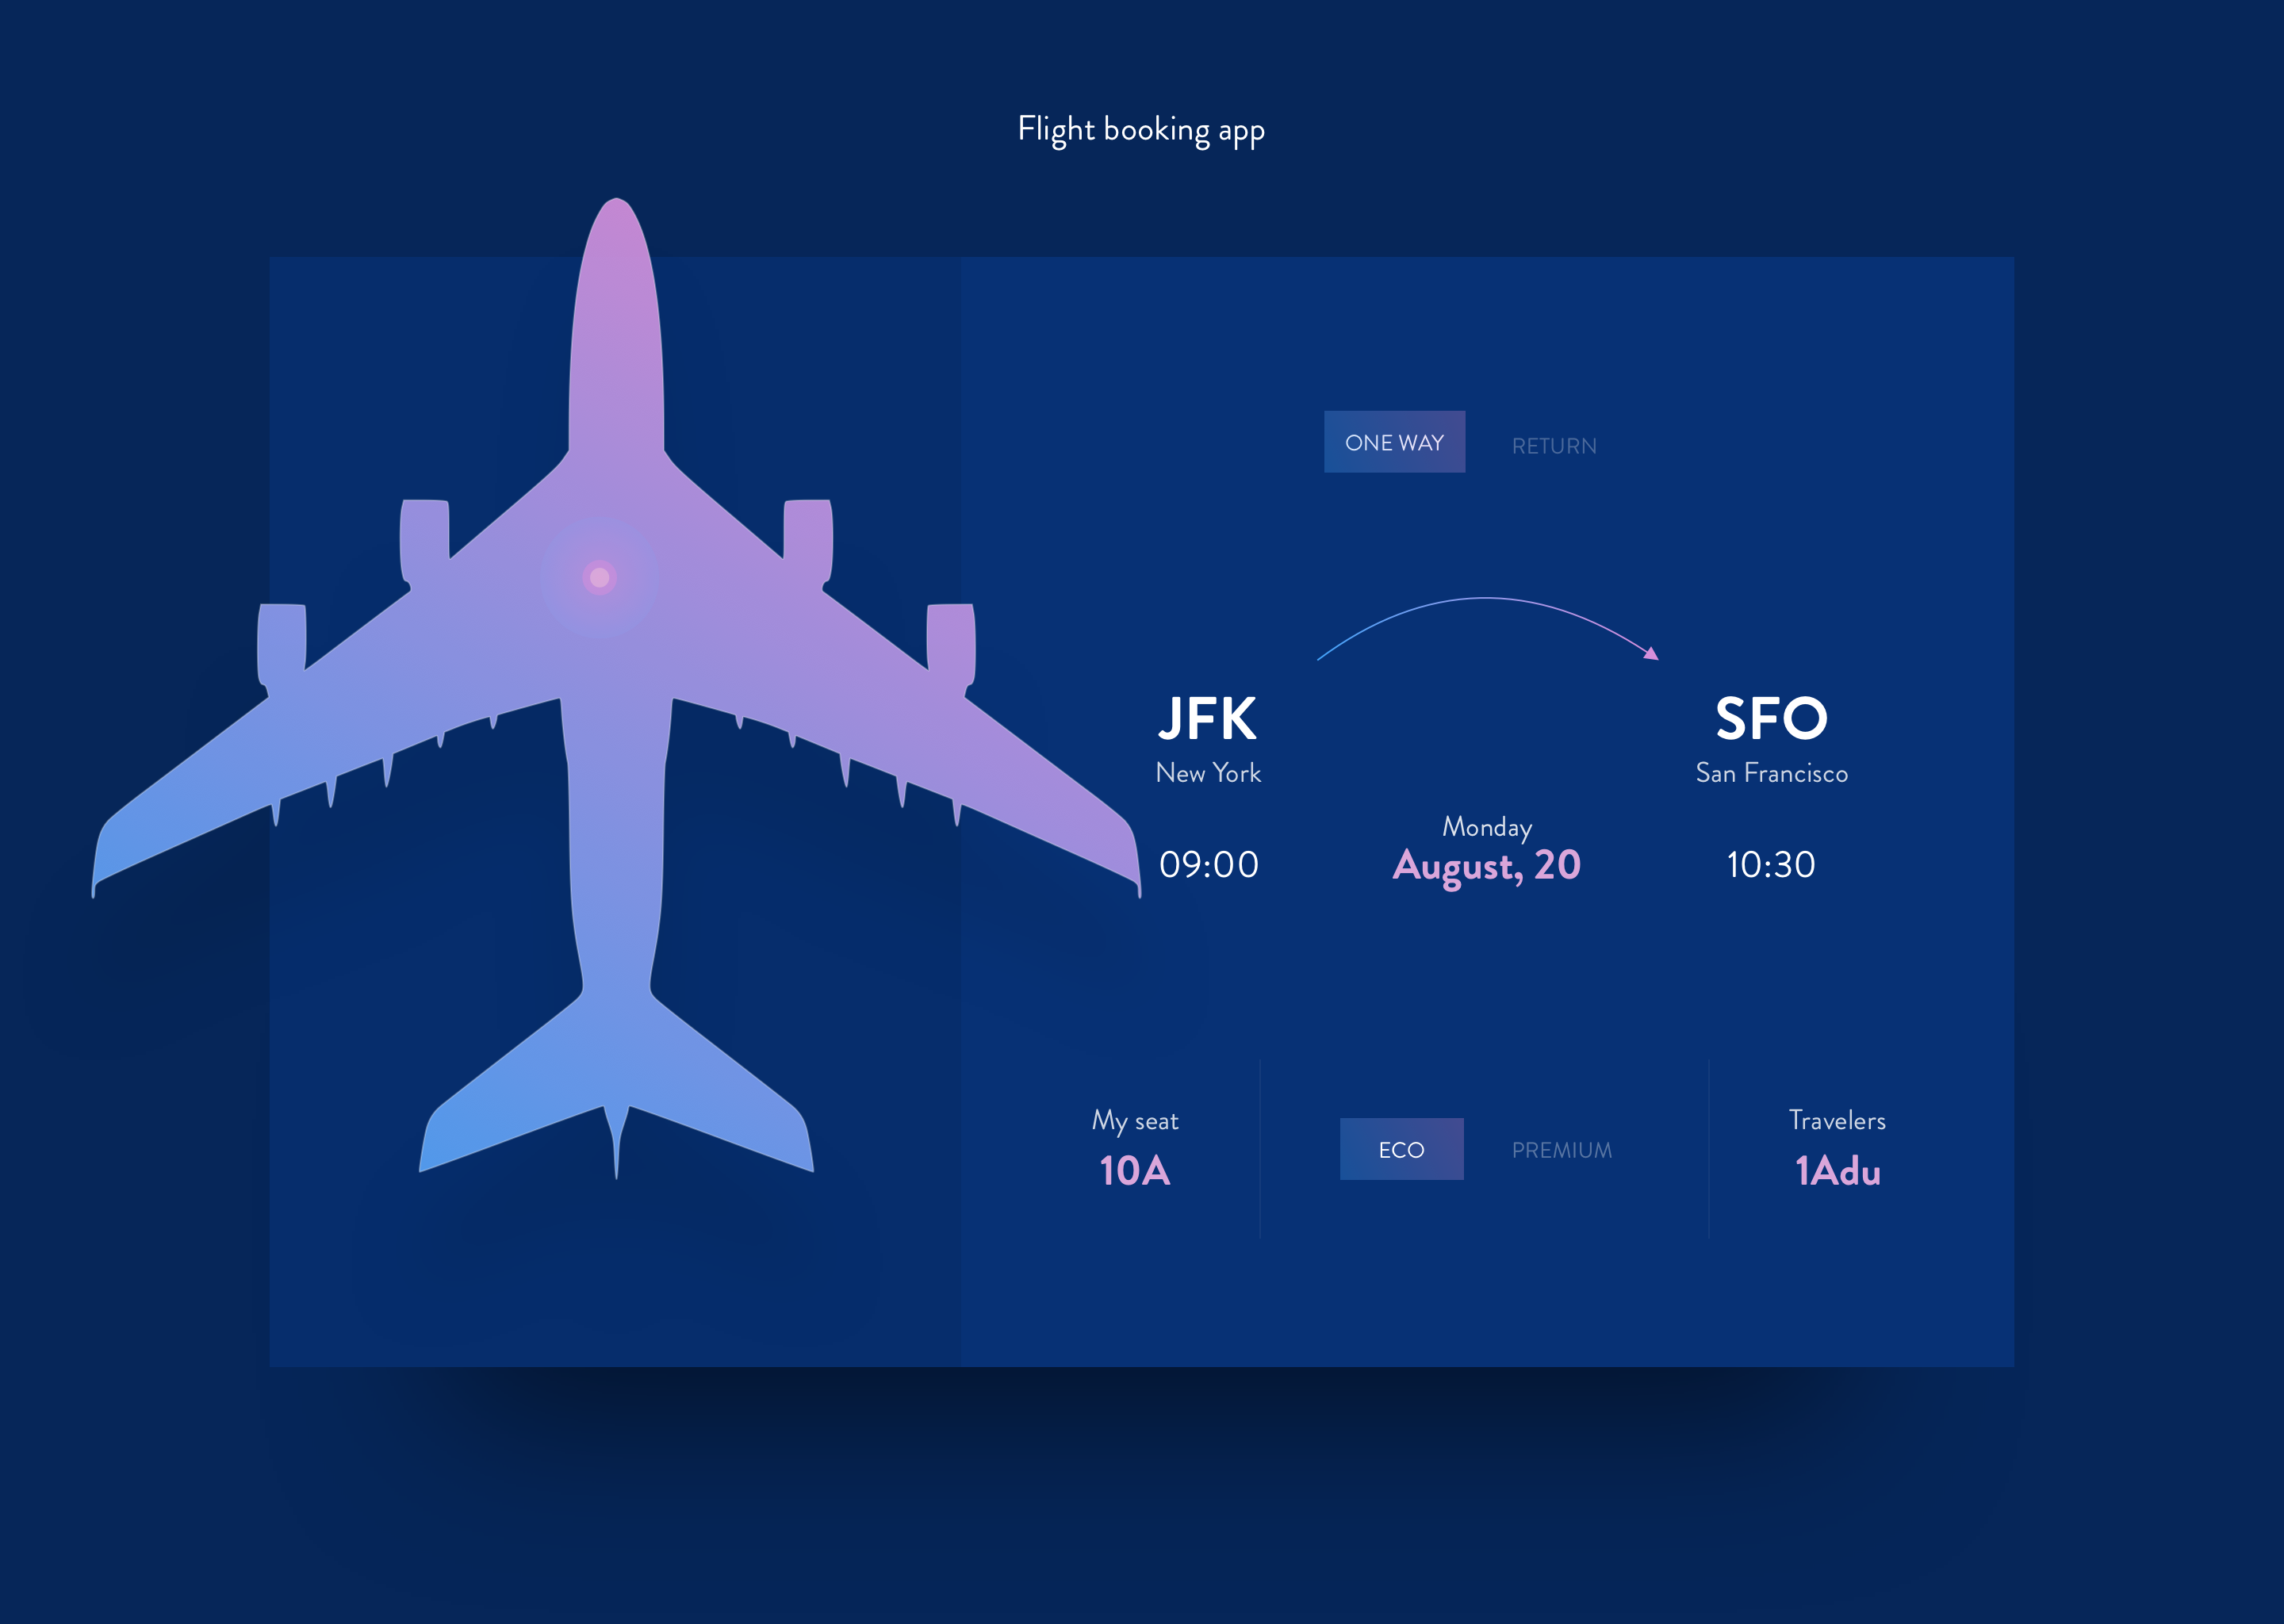 Flight booking app
ONE WAY
RETURN
JFK
SFO
New York
San Francisco
Monday
09:00
August, 20
10:30
My seat
10A
ECO
PREMIUM
Travelers
1Adu